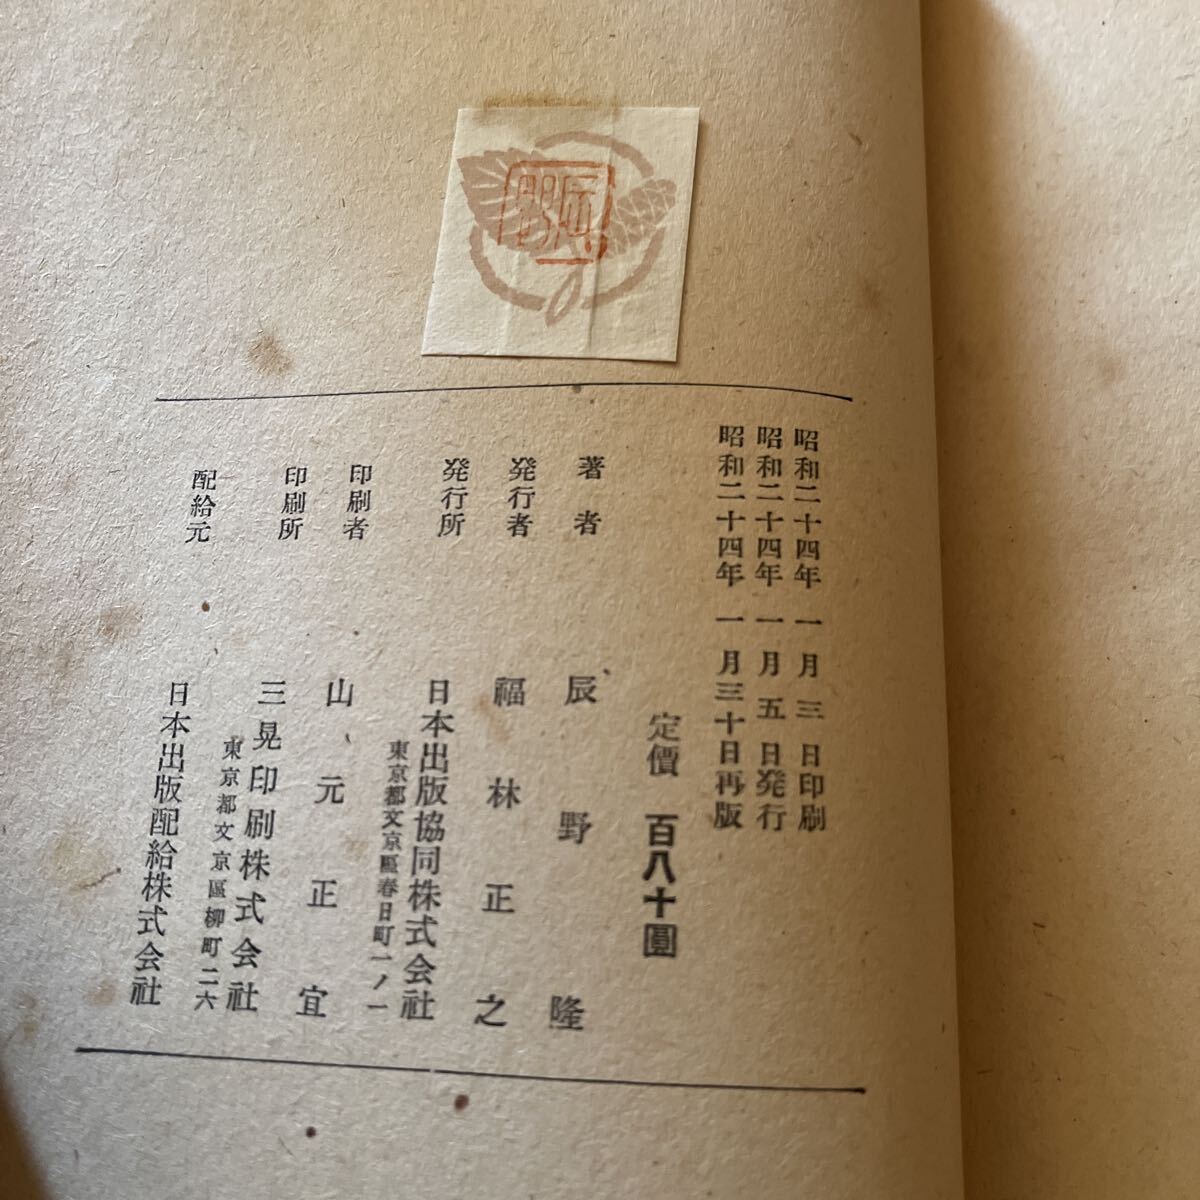 昭和二十四年一月三日印刷
昭和二十四年一月五日発行
昭和二十四年一月三十日再版
定價 百八十圓
著者 辰野隆
発行者 福林正之
発行所 日本出版協同株式会社
東京都文京區春日町一ノ一
印刷者 山元正宜
印刷所 三晃印刷株式会社
東京都文京區柳町二六
配給元 日本出版配給株式会社